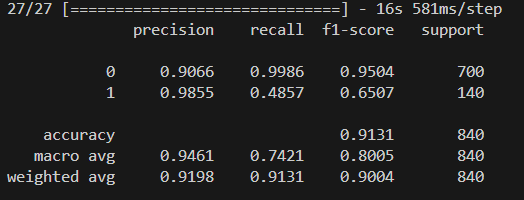 27/27 [==============================] - 16s 581ms/step
precision recall f1-score support
0 0.9066 0.9986 0.9504 700
1 0.9855 0.4857 0.6507 140
accuracy 0.9131 840
macro avg 0.9461 0.7421 0.8005 840
weighted avg 0.9198 0.9131 0.9004 840